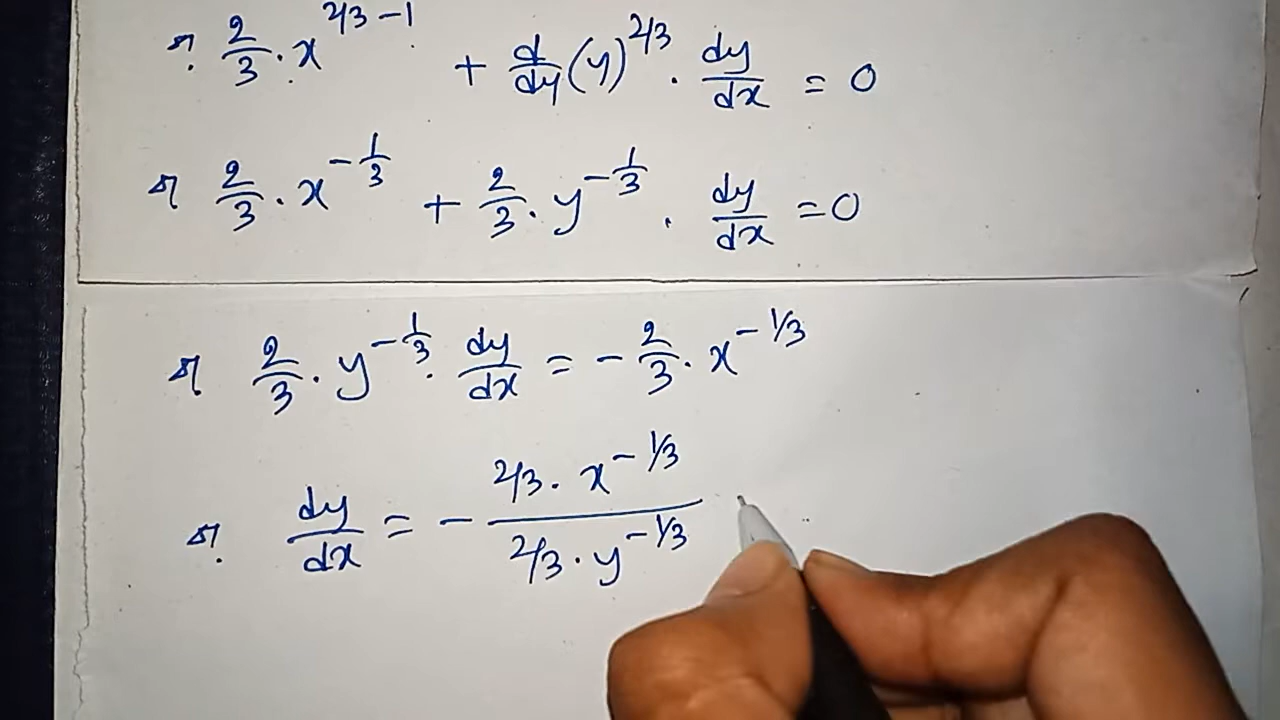 বা, 2/3 · x^{2/3 - 1} + d/dy (y)^{2/3} · dy/dx = 0
বা 2/3 · x^{-1/3} + 2/3 · y^{-1/3} · dy/dx = 0
বা 2/3 · y^{-1/3} · dy/dx = - 2/3 · x^{-1/3}
বা, dy/dx = - (2/3 · x^{-1/3})/(2/3 · y^{-1/3})